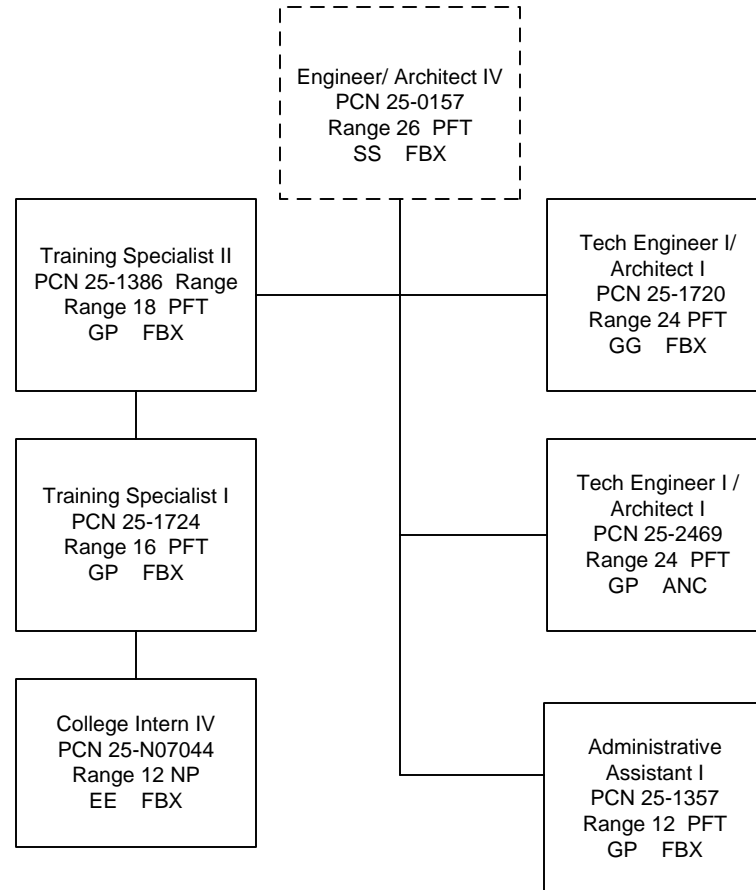 Engineer/ Architect IV
PCN 25-0157
Range 26 PFT
SS FBX
Training Specialist II
PCN 25-1386 Range
Range 18 PFT
GP FBX
Tech Engineer I/
Architect I
PCN 25-1720
Range 24 PFT
GG FBX
Training Specialist I
PCN 25-1724
Range 16 PFT
GP FBX
Tech Engineer I /
Architect I
PCN 25-2469
Range 24 PFT
GP ANC
College Intern IV
PCN 25-N07044
Range 12 NP
EE FBX
Administrative
Assistant I
PCN 25-1357
Range 12 PFT
GP FBX